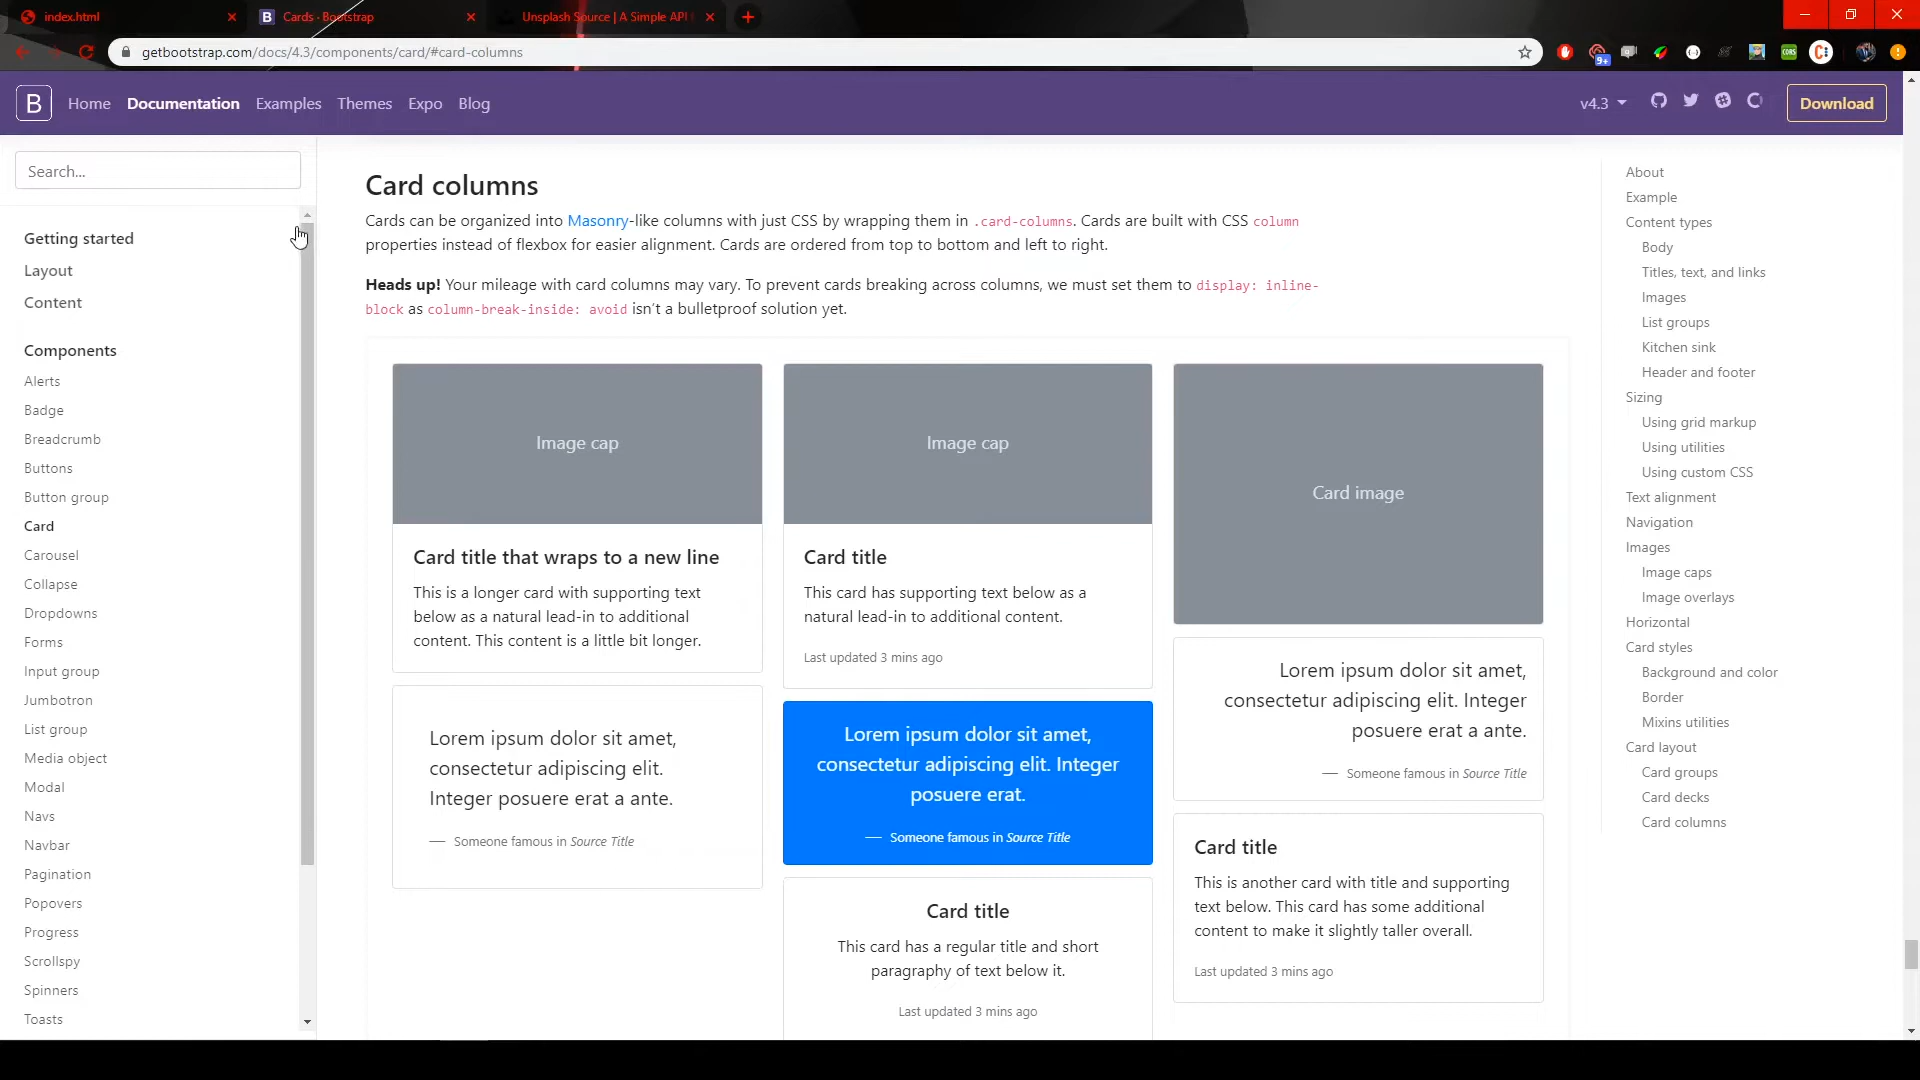 index.html
Cards · Bootstrap
Unsplash Source | A Simple API
getbootstrap.com/docs/4.3/components/card/#card-columns
9+
CORS
B
Home
Documentation
Examples
Themes
Expo
Blog
v4.3
Download
Search...
Getting started
Layout
Content
Components
Alerts
Badge
Breadcrumb
Buttons
Button group
Card
Carousel
Collapse
Dropdowns
Forms
Input group
Jumbotron
List group
Media object
Modal
Navs
Navbar
Pagination
Popovers
Progress
Scrollspy
Spinners
Toasts
Card columns
Cards can be organized into Masonry-like columns with just CSS by wrapping them in .card-columns. Cards are built with CSS column
properties instead of flexbox for easier alignment. Cards are ordered from top to bottom and left to right.
Heads up! Your mileage with card columns may vary. To prevent cards breaking across columns, we must set them to display: inline-
block as column-break-inside: avoid isn't a bulletproof solution yet.
Image cap
Card title that wraps to a new line
This is a longer card with supporting text
below as a natural lead-in to additional
content. This content is a little bit longer.
Lorem ipsum dolor sit amet,
consectetur adipiscing elit.
Integer posuere erat a ante.
— Someone famous in Source Title
Image cap
Card title
This card has supporting text below as a
natural lead-in to additional content.
Last updated 3 mins ago
Lorem ipsum dolor sit amet,
consectetur adipiscing elit. Integer
posuere erat.
— Someone famous in Source Title
Card title
This card has a regular title and short
paragraphy of text below it.
Last updated 3 mins ago
Card image
Lorem ipsum dolor sit amet,
consectetur adipiscing elit. Integer
posuere erat a ante.
— Someone famous in Source Title
Card title
This is another card with title and supporting
text below. This card has some additional
content to make it slightly taller overall.
Last updated 3 mins ago
About
Example
Content types
Body
Titles, text, and links
Images
List groups
Kitchen sink
Header and footer
Sizing
Using grid markup
Using utilities
Using custom CSS
Text alignment
Navigation
Images
Image caps
Image overlays
Horizontal
Card styles
Background and color
Border
Mixins utilities
Card layout
Card groups
Card decks
Card columns